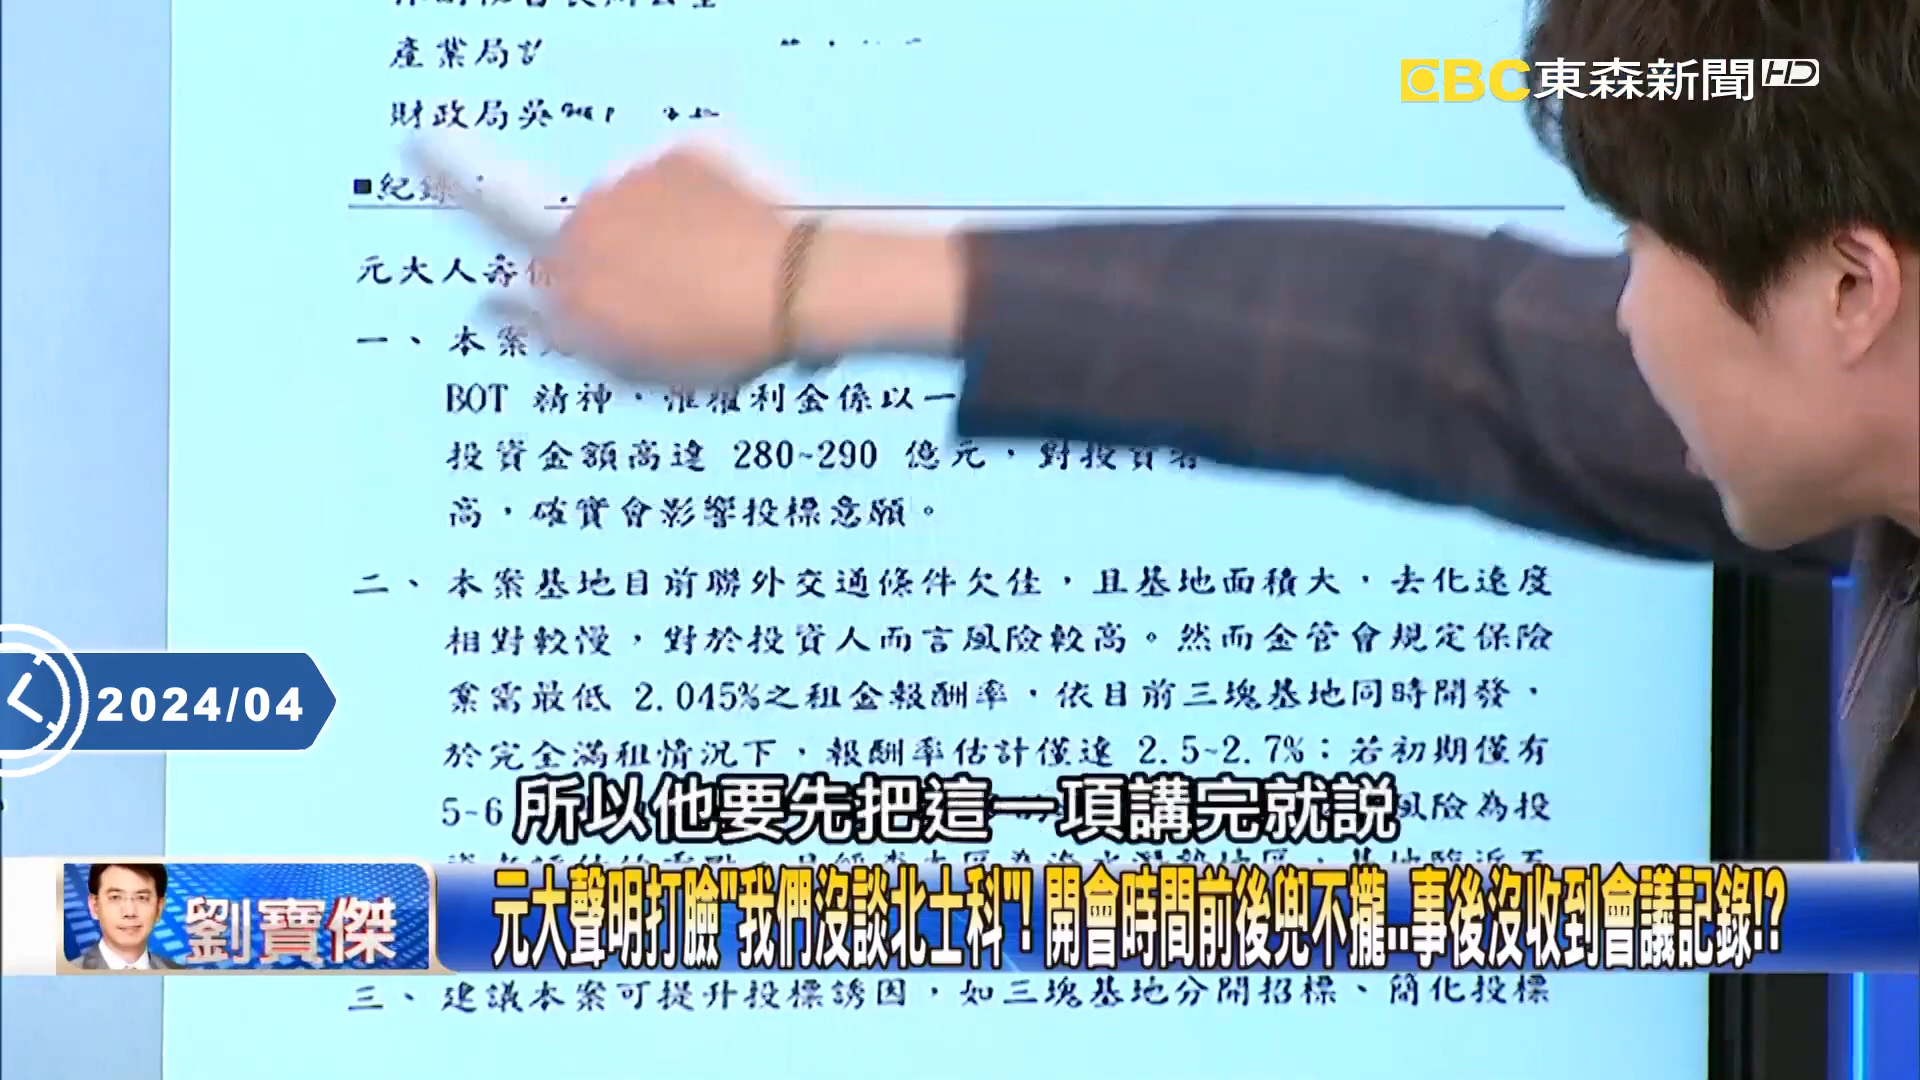 產業局
EBC 東森新聞 HD
財政局吳
■紀錄
元大人壽保
一、本案
BOT 精神,惟權利金係以一
投資金額高達 280~290 億元,對投資者
高,確實會影響投標意願。
二、本案基地目前聯外交通條件欠佳,且基地面積大,去化速度
相對較慢,對於投資人而言風險較高。然而金管會規定保險
業需最低 2.045%之租金報酬率,依目前三塊基地同時開發,
於完全滿租情況下,報酬率估計僅達 2.5~2.7%;若初期僅有
2024/04
5~6
風險為投
所以他要先把這一項講完就說
劉寶傑
元大聲明打臉"我們沒談北士科"! 開會時間前後兜不攏..事後沒收到會議記錄!?
三、建議本案可提升投標誘因,如三塊基地分開招標、簡化投標